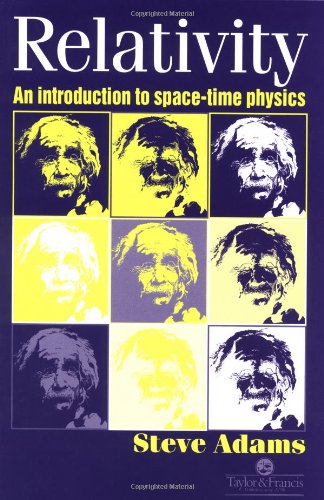 Relativity
An introduction to space-time physics
Steve Adams
Taylor & Francis